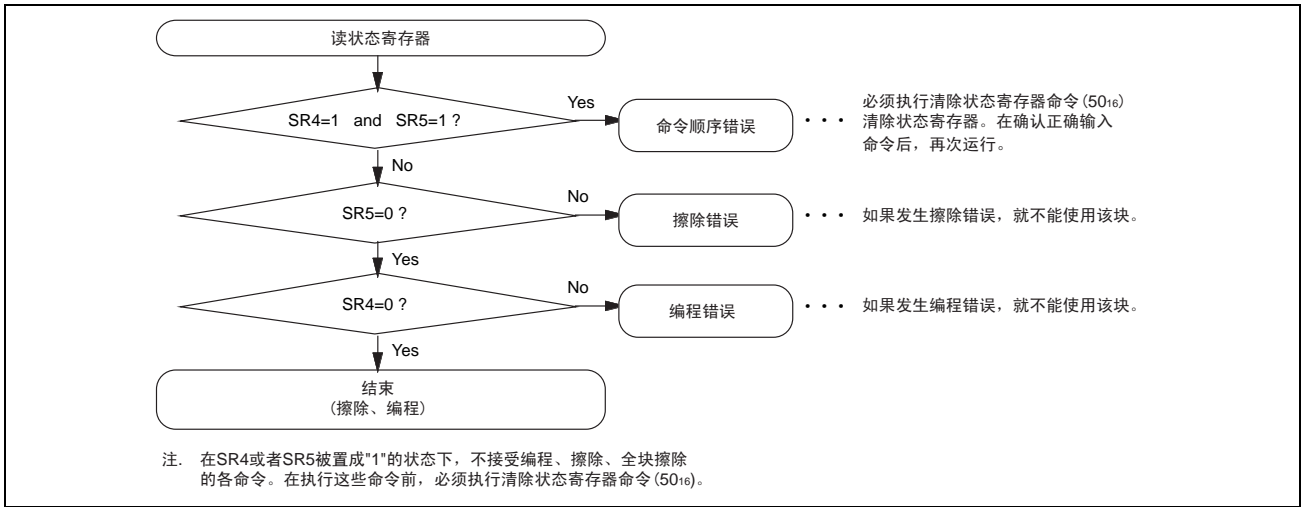 读状态寄存器
SR4=1 and SR5=1 ?
Yes
命令顺序错误
・・・
必须执行清除状态寄存器命令(50₁₆)
清除状态寄存器。在确认正确输入
命令后，再次运行。
No
SR5=0 ?
No
擦除错误
・・・
如果发生擦除错误，就不能使用该块。
Yes
SR4=0 ?
No
编程错误
・・・
如果发生编程错误，就不能使用该块。
Yes
结束
(擦除、编程)
注. 在SR4或者SR5被置成"1"的状态下，不接受编程、擦除、全块擦除
的各命令。在执行这些命令前，必须执行清除状态寄存器命令(50₁₆)。